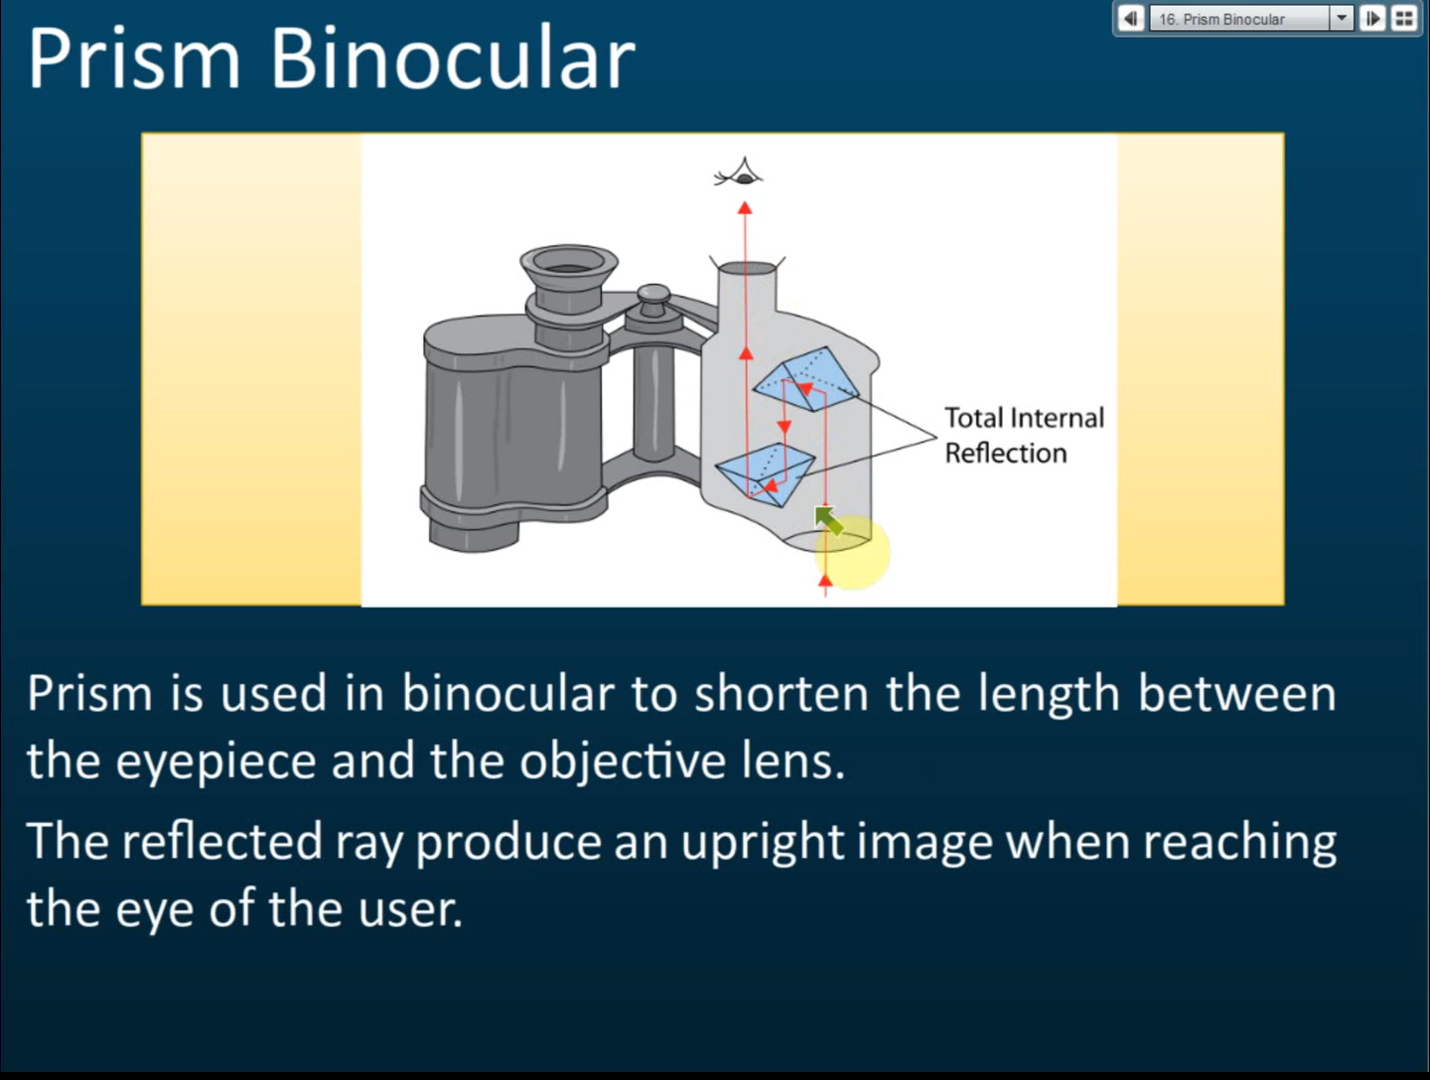 Prism Binocular
16. Prism Binocular
Total Internal
Reflection
Prism is used in binocular to shorten the length between
the eyepiece and the objective lens.
The reflected ray produce an upright image when reaching
the eye of the user.